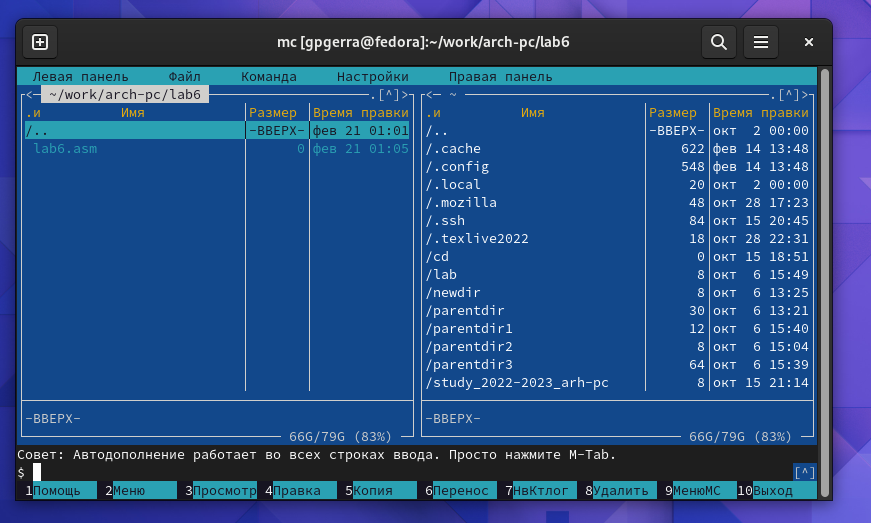 mc [gpgerra@fedora]:~/work/arch-pc/lab6
Левая панель Файл Команда Настройки Правая панель
<─ ~/work/arch-pc/lab6 .[^]> <─ ~ .[^]>
.и Имя Размер Время правки .и Имя Размер Время правки
/.. -ВВЕРХ- фев 21 01:01 /.. -ВВЕРХ- окт 2 00:00
lab6.asm 0 фев 21 01:05 /.cache 622 фев 14 13:48
/.config 548 фев 14 13:48
/.local 20 окт 2 00:00
/.mozilla 48 окт 28 17:23
/.ssh 84 окт 15 20:45
/.texlive2022 18 окт 28 22:31
/cd 0 окт 15 18:51
/lab 8 окт 6 15:49
/newdir 8 окт 6 13:25
/parentdir 30 окт 6 13:21
/parentdir1 12 окт 6 15:40
/parentdir2 8 окт 6 15:04
/parentdir3 64 окт 6 15:39
/study_2022-2023_arh-pc 8 окт 15 21:14
-ВВЕРХ- -ВВЕРХ-
66G/79G (83%) 66G/79G (83%)
Совет: Автодополнение работает во всех строках ввода. Просто нажмите M-Tab.
$ [^]
1Помощь 2Меню 3Просмотр 4Правка 5Копия 6Перенос 7НвКтлог 8Удалить 9МенюMC 10Выход